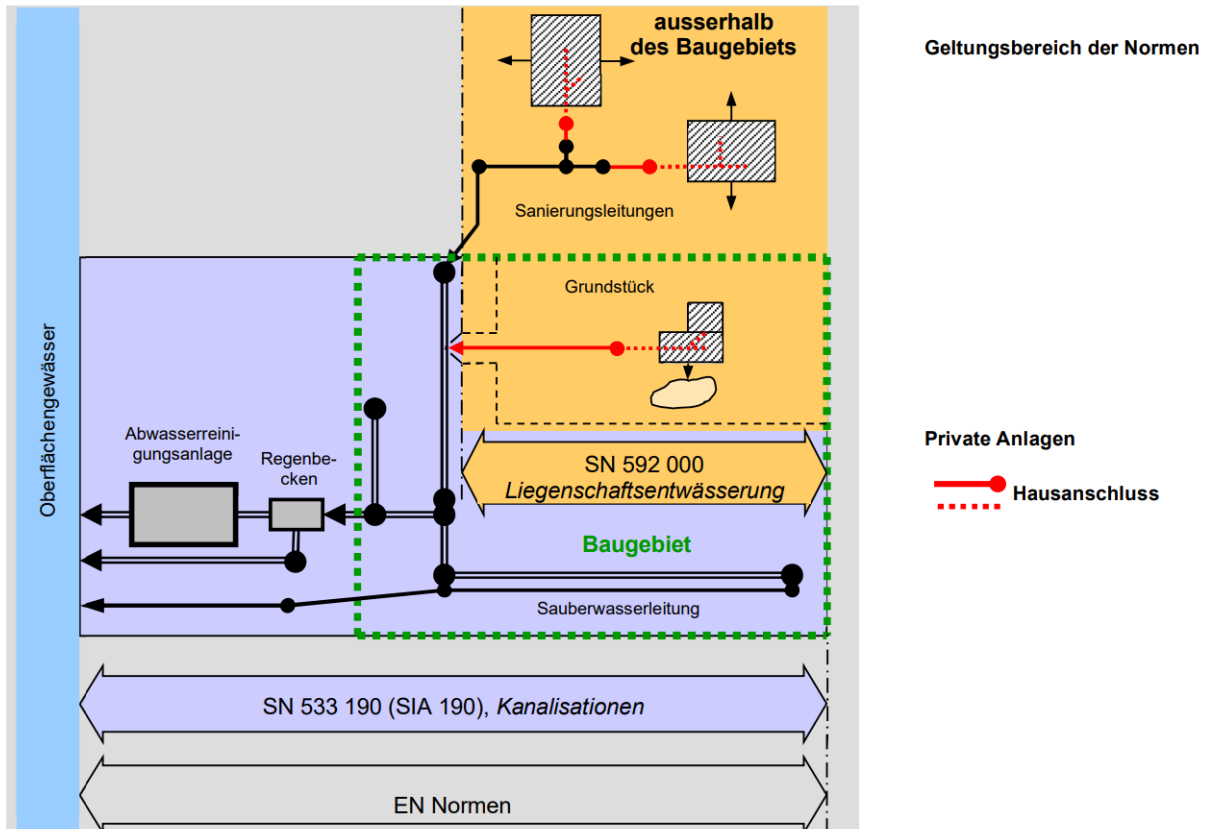 ausserhalb
des Baugebiets
Geltungsbereich der Normen
Sanierungsleitungen
Grundstück
Oberflächengewässer
Abwasserreini-
gungsanlage
Regenbe-
cken
SN 592 000
Liegenschaftsentwässerung
Private Anlagen
Hausanschluss
Baugebiet
Sauberwasserleitung
SN 533 190 (SIA 190), Kanalisationen
EN Normen